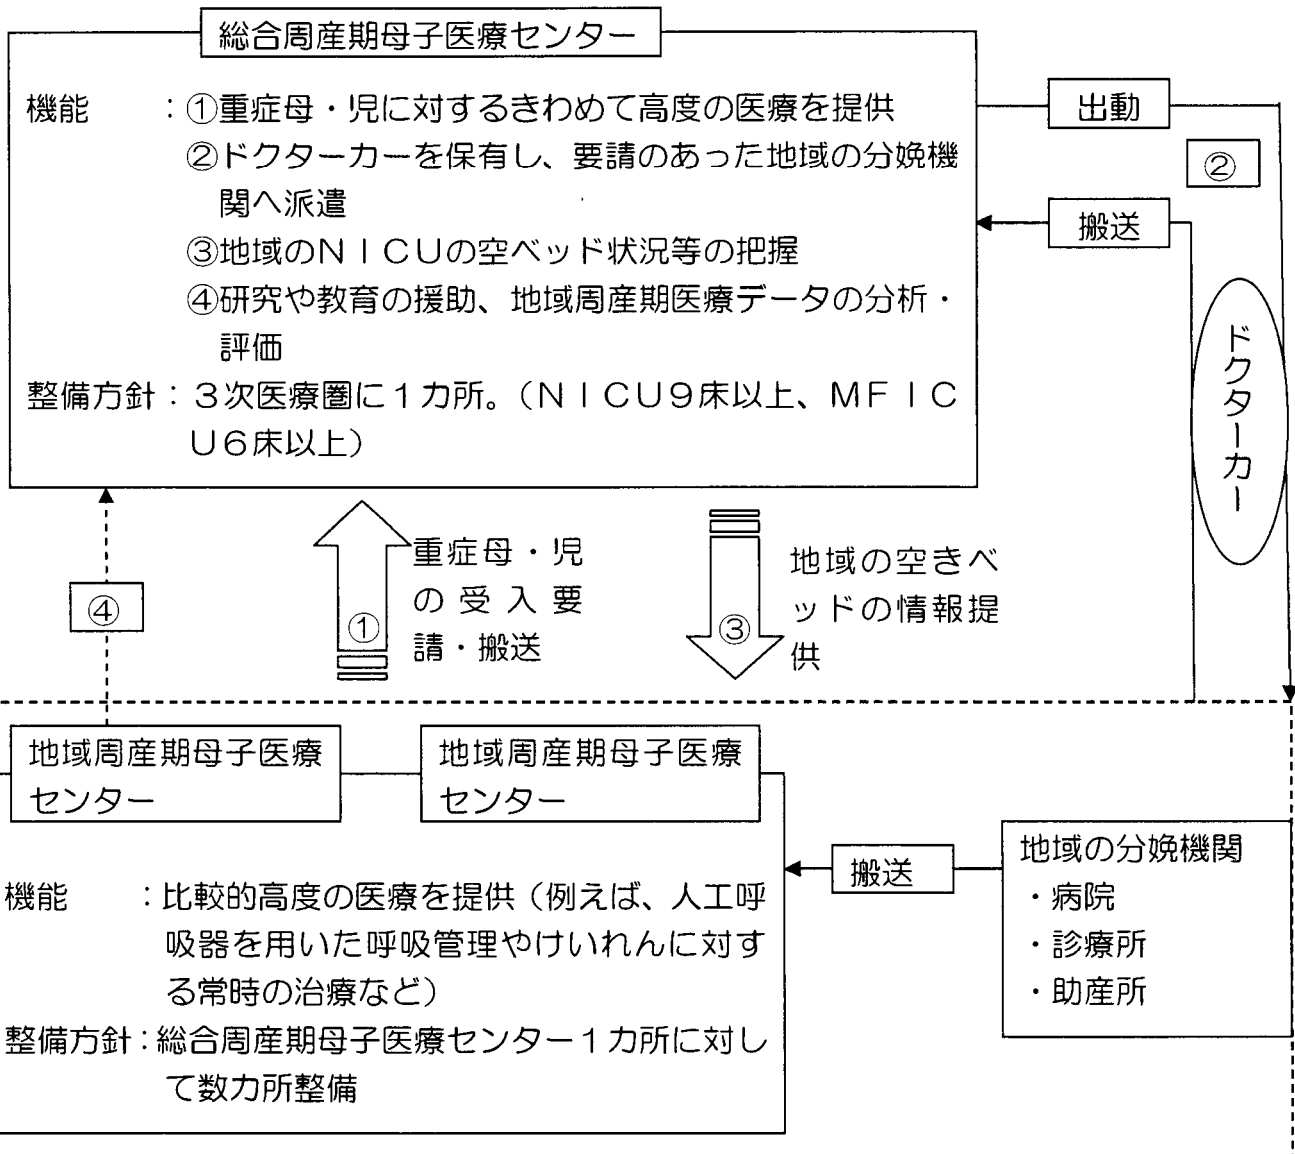 総合周産期母子医療センター
機能　　：①重症母・児に対するきわめて高度の医療を提供
②ドクターカーを保有し、要請のあった地域の分娩機
関へ派遣
③地域のＮＩＣＵの空ベッド状況等の把握
④研究や教育の援助、地域周産期医療データの分析・
評価
整備方針：３次医療圏に１カ所。（ＮＩＣＵ９床以上、ＭＦＩＣ
Ｕ６床以上）
出動
②
搬送
ドクターカー
④
①
重症母・児
の受入要
請・搬送
③
地域の空きベ
ッドの情報提
供
地域周産期母子医療
センター
地域周産期母子医療
センター
機能　　：比較的高度の医療を提供（例えば、人工呼
吸器を用いた呼吸管理やけいれんに対す
る常時の治療など）
整備方針：総合周産期母子医療センター１カ所に対し
て数カ所整備
搬送
地域の分娩機関
・病院
・診療所
・助産所